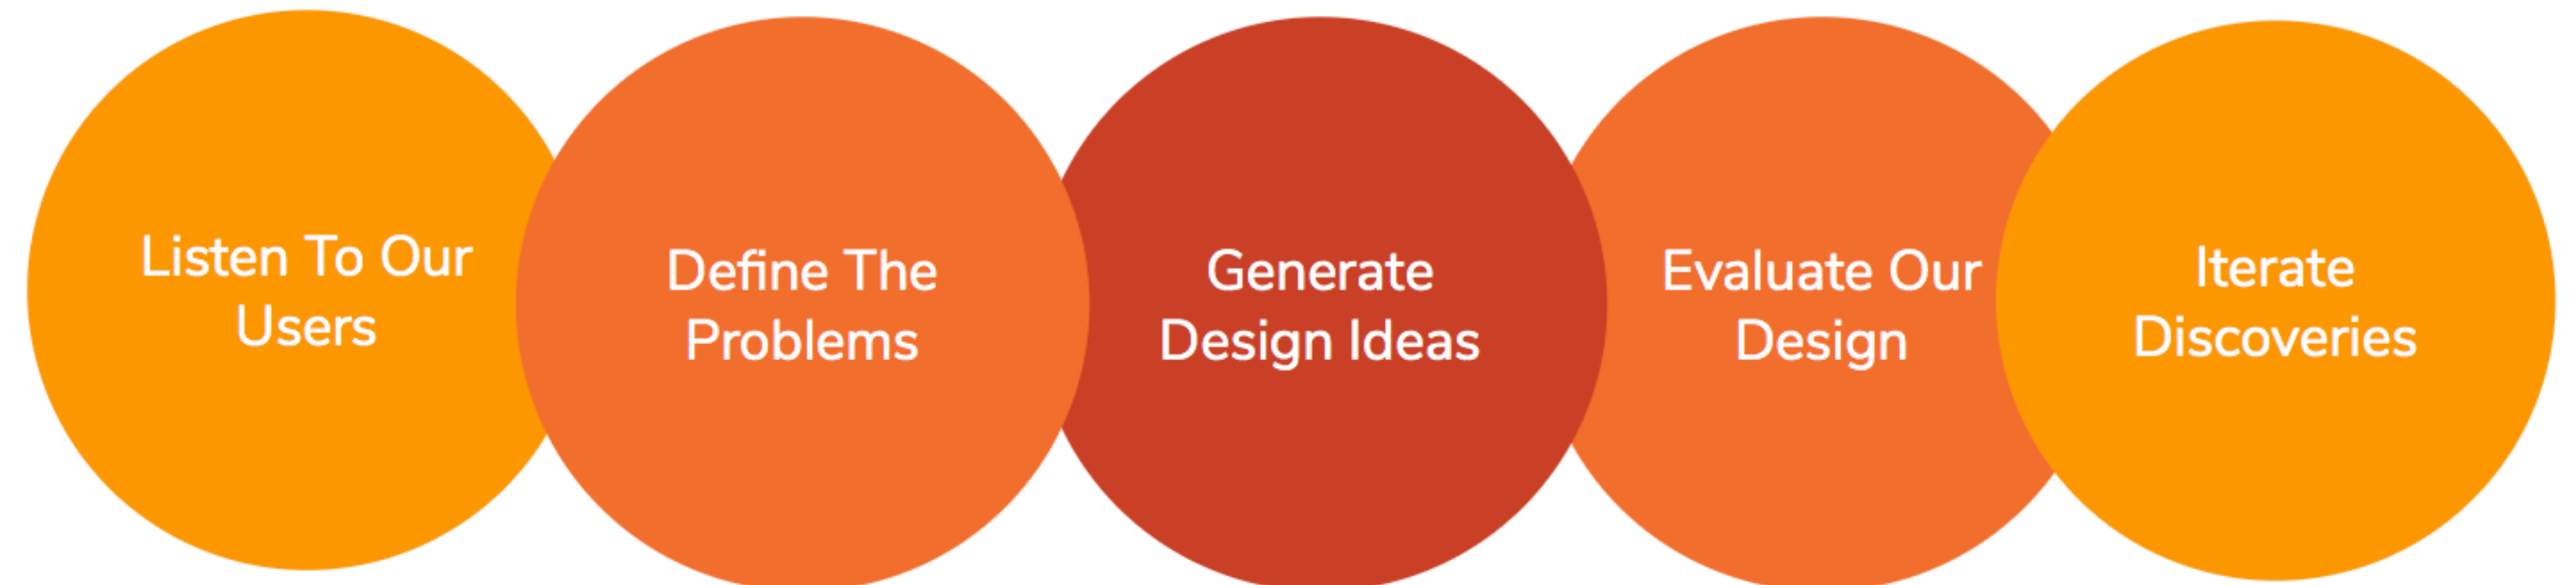 Listen To Our
Users
Define The
Problems
Generate
Design Ideas
Evaluate Our
Design
Iterate
Discoveries